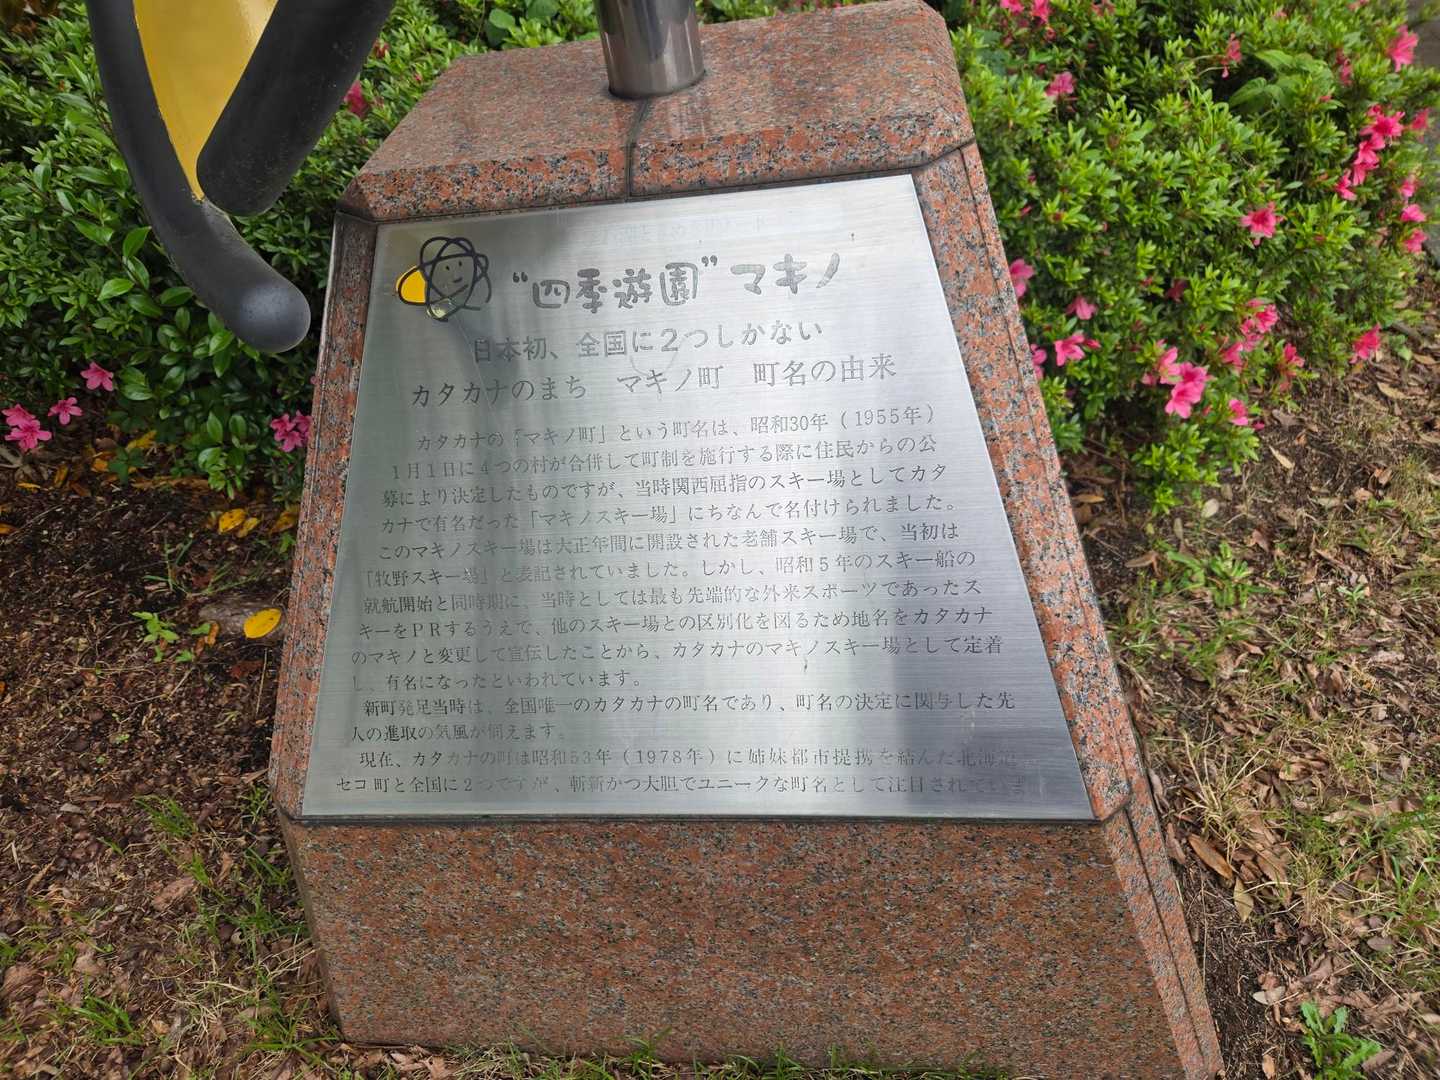 “四季遊園”マキノ
日本初、全国に2つしかない
カタカナのまち　マキノ町　町名の由来
カタカナの「マキノ町」という町名は、昭和30年（1955年）
1月1日に4つの村が合併して町制を施行する際に住民からの公
募により決定したものですが、当時関西屈指のスキー場としてカタ
カナで有名だった「マキノスキー場」にちなんで名付けられました。
このマキノスキー場は大正年間に開設された老舗スキー場で、当初は
「牧野スキー場」と表記されていました。しかし、昭和5年のスキー船の
就航開始と同時期に、当時としては最も先端的な外来スポーツであったス
キーをPRするうえで、他のスキー場との区別化を図るため地名をカタカナ
のマキノと変更して宣伝したことから、カタカナのマキノスキー場として定着
し、有名になったといわれています。
新町発足当時は、全国唯一のカタカナの町名であり、町名の決定に関与した先
人の進取の気風が伺えます。
現在、カタカナの町は昭和53年（1978年）に姉妹都市提携を結んだ北海道
セコ町と全国に2つですが、斬新かつ大胆でユニークな町名として注目されていま